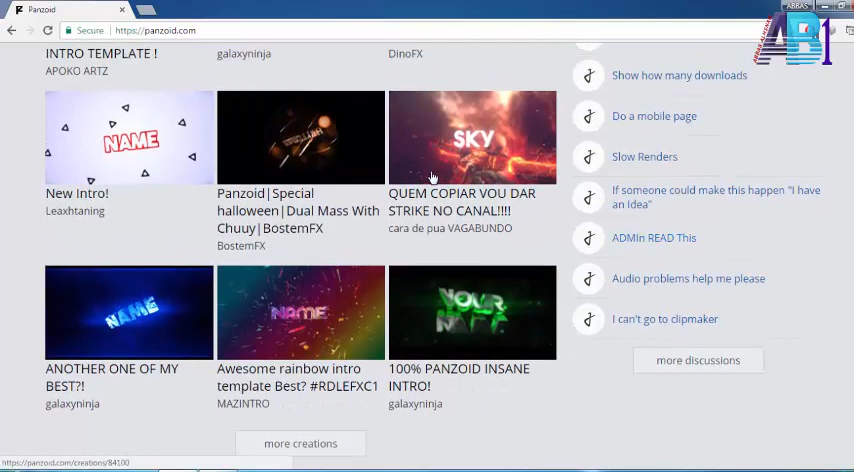 Panzoid
ABBAS
Secure
https://panzoid.com
AB1
INTRO TEMPLATE !
APOKO ARTZ
galaxyninja
DinoFX
NAME
New Intro!
Leaxhtaning
Panzoid|Special
halloween|Dual Mass With
Chuuy|BostemFX
BostemFX
SKY
QUEM COPIAR VOU DAR
STRIKE NO CANAL!!!!
cara de pua VAGABUNDO
NAME
ANOTHER ONE OF MY
BEST?!
galaxyninja
NAME
Awesome rainbow intro
template Best? #RDLEFXC1
MAZINTRO
YOUR
NAME
100% PANZOID INSANE
INTRO!
galaxyninja
more creations
Show how many downloads
Do a mobile page
Slow Renders
If someone could make this happen "I have
an Idea"
ADMIn READ This
Audio problems help me please
I can't go to clipmaker
more discussions
https://panzoid.com/creations/84100